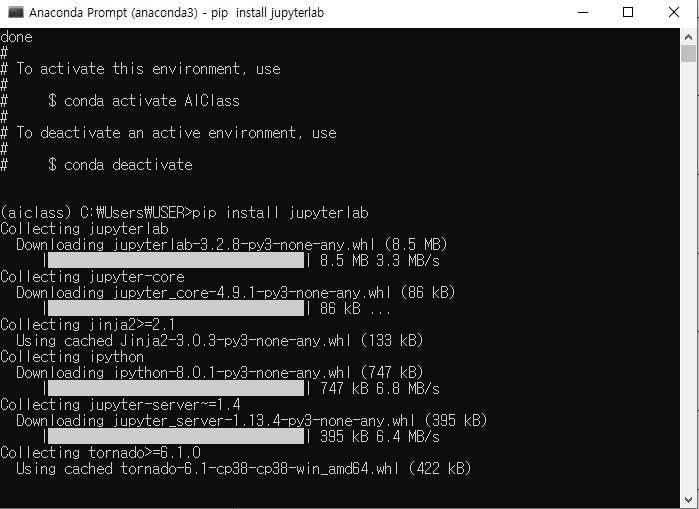 Anaconda Prompt (anaconda3) - pip  install jupyterlab
done
#
# To activate this environment, use
#
#     $ conda activate AIClass
#
# To deactivate an active environment, use
#
#     $ conda deactivate
(aiclass) C:₩Users₩USER>pip install jupyterlab
Collecting jupyterlab
  Downloading jupyterlab-3.2.8-py3-none-any.whl (8.5 MB)
     |████████████████████████████████| 8.5 MB 3.3 MB/s
Collecting jupyter-core
  Downloading jupyter_core-4.9.1-py3-none-any.whl (86 kB)
     |████████████████████████████████| 86 kB ...
Collecting jinja2>=2.1
  Using cached Jinja2-3.0.3-py3-none-any.whl (133 kB)
Collecting ipython
  Downloading ipython-8.0.1-py3-none-any.whl (747 kB)
     |████████████████████████████████| 747 kB 6.8 MB/s
Collecting jupyter-server~=1.4
  Downloading jupyter_server-1.13.4-py3-none-any.whl (395 kB)
     |████████████████████████████████| 395 kB 6.4 MB/s
Collecting tornado>=6.1.0
  Using cached tornado-6.1-cp38-cp38-win_amd64.whl (422 kB)